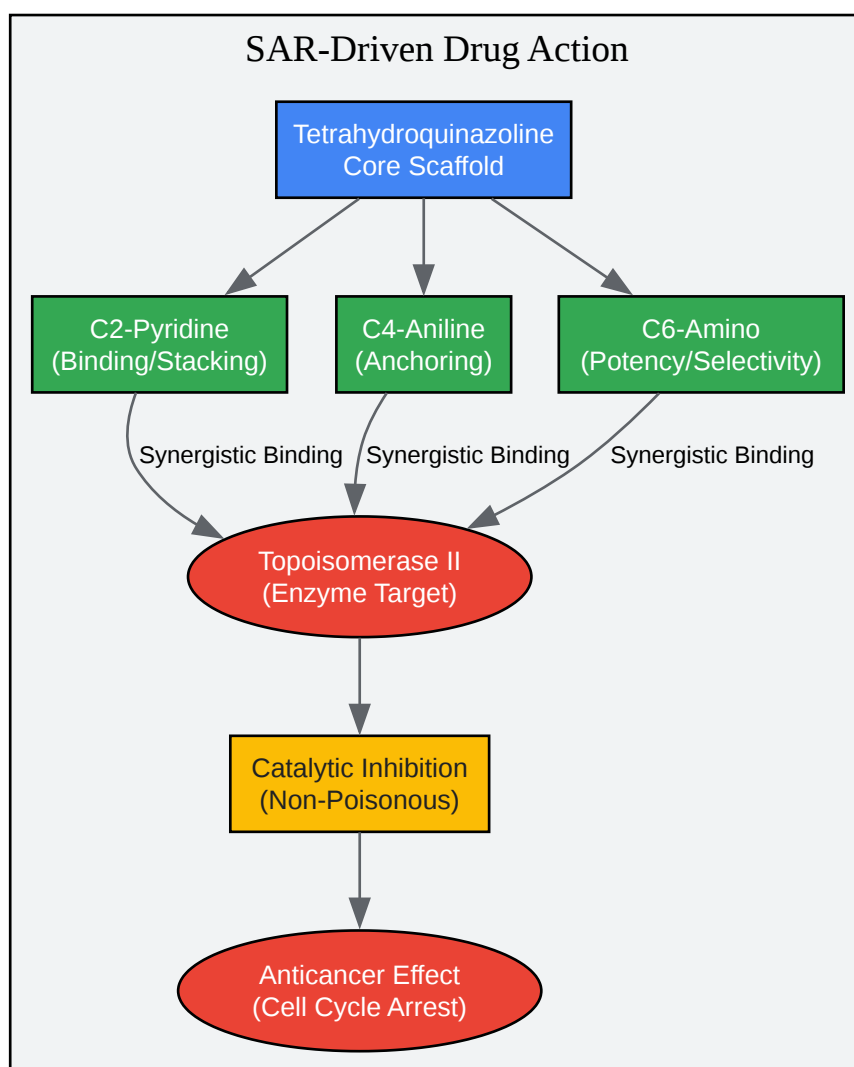 SAR-Driven Drug Action
Tetrahydroquinazoline
Core Scaffold
C2-Pyridine
(Binding/Stacking)
C4-Aniline
(Anchoring)
C6-Amino
(Potency/Selectivity)
Synergistic Binding
Synergistic Binding
Synergistic Binding
Topoisomerase II
(Enzyme Target)
Catalytic Inhibition
(Non-Poisonous)
Anticancer Effect
(Cell Cycle Arrest)